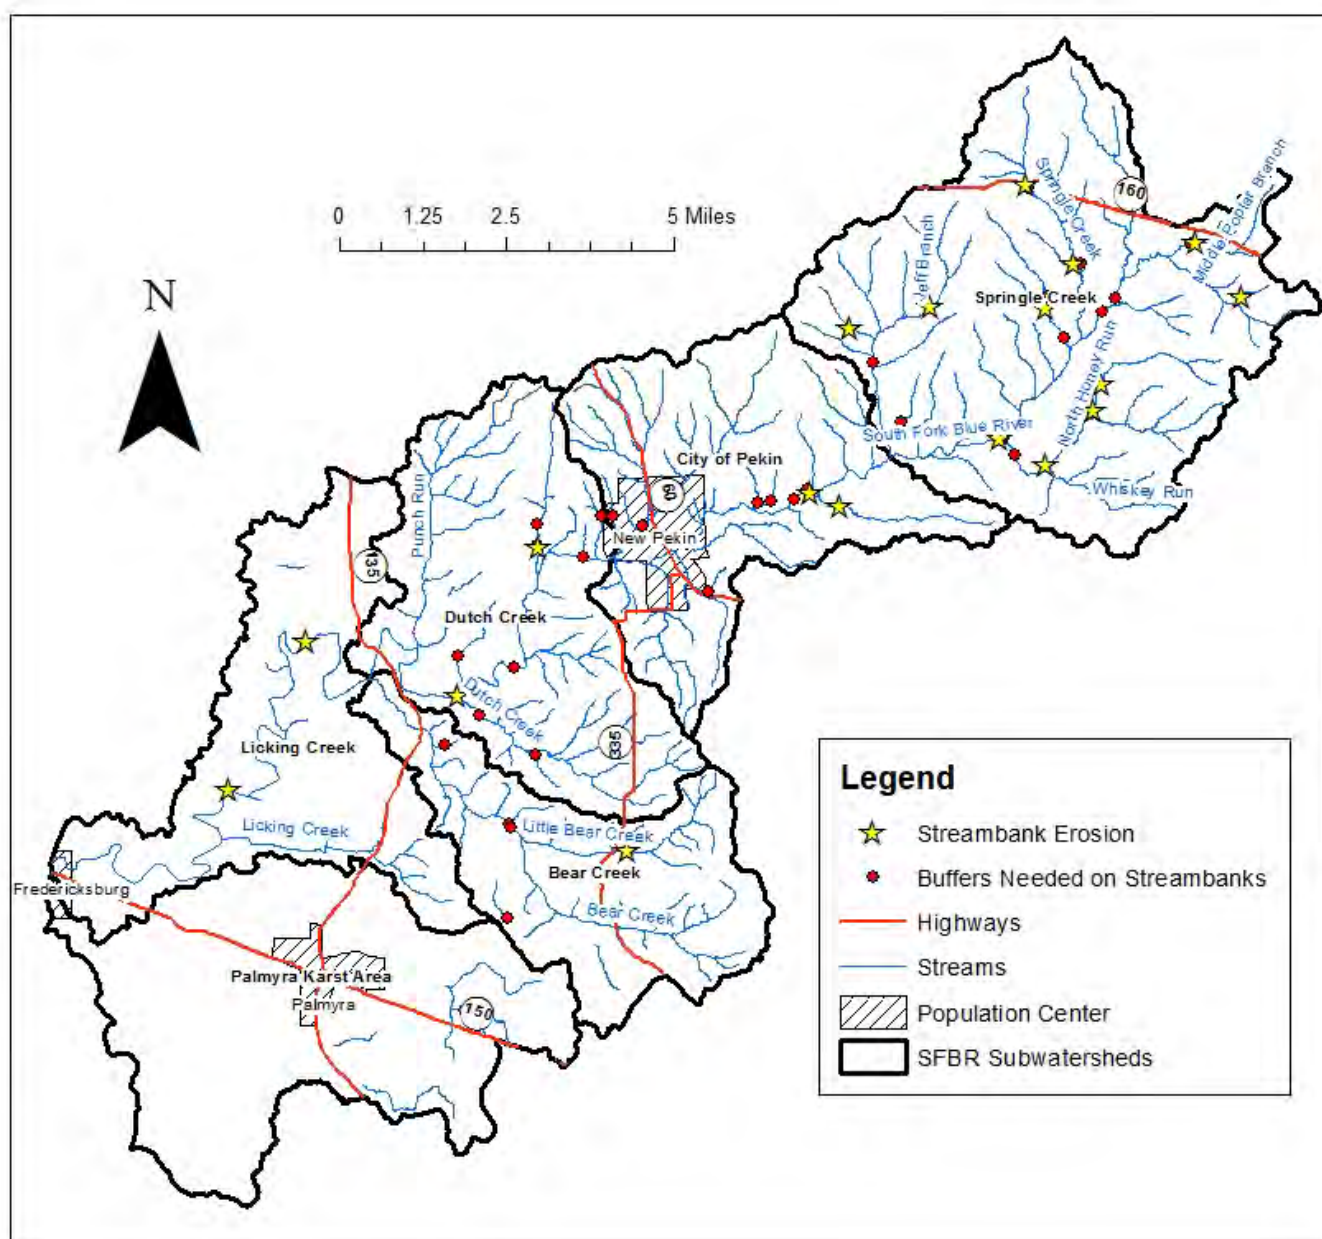 160
Springle Creek
Middle Poplar Branch
0 1.25 2.5 5 Miles
N
Jeff Branch
Springle Creek
North Honey Run
South Fork Blue River
City of Pekin
Whiskey Run
60
Punch Run
New Pekin
135
Dutch Creek
Dutch Creek
335
Licking Creek
Licking Creek
Little Bear Creek
Bear Creek
Fredericksburg
Bear Creek
Palmyra Karst Area
Palmyra
150
Legend
Streambank Erosion
Buffers Needed on Streambanks
Highways
Streams
Population Center
SFBR Subwatersheds